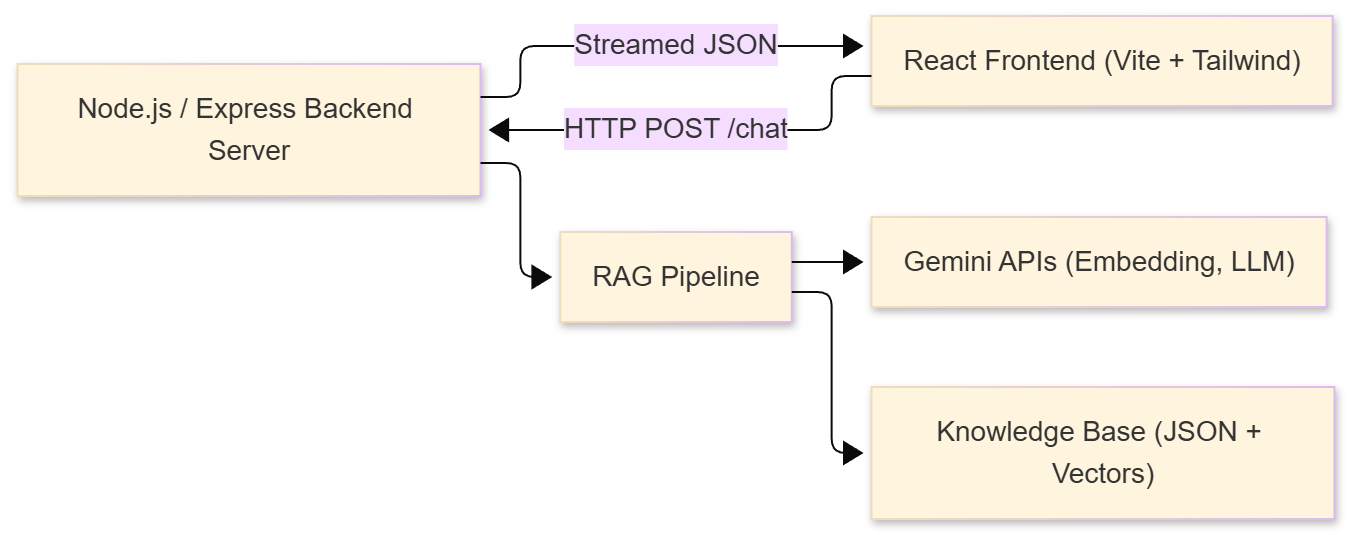 Streamed JSON
React Frontend (Vite + Tailwind)
Node.js / Express Backend
Server
HTTP POST /chat
RAG Pipeline
Gemini APIs (Embedding, LLM)
Knowledge Base (JSON +
Vectors)